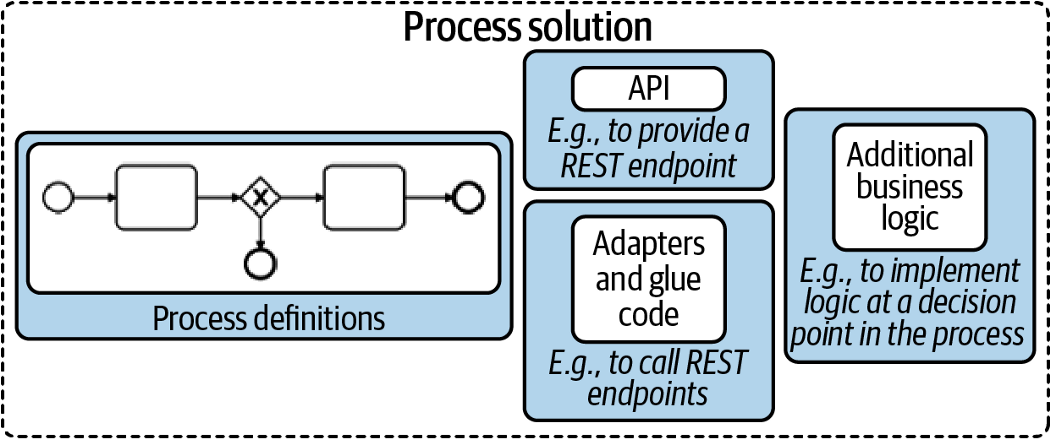 Process solution
Process definitions
API
E.g., to provide a
REST endpoint
Adapters
and glue
code
E.g., to call REST
endpoints
Additional
business
logic
E.g., to implement
logic at a decision
point in the process